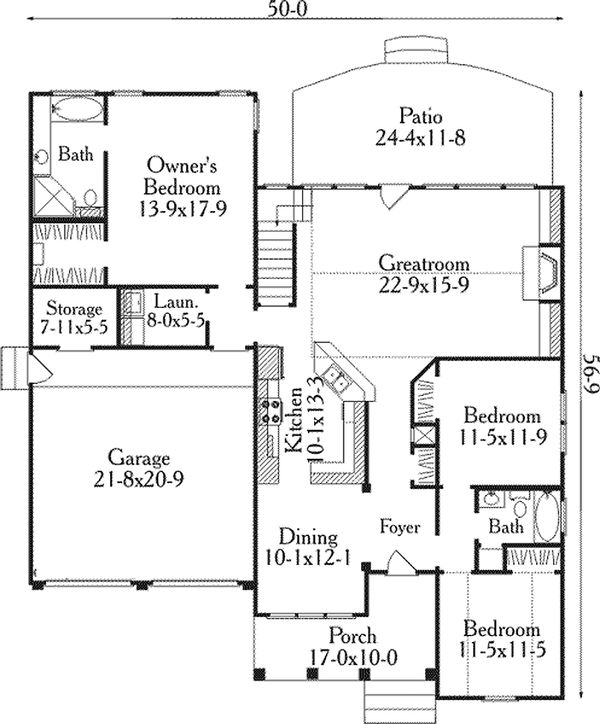 50-0
Patio
24-4x11-8
Bath
Owner's
Bedroom
13-9x17-9
Greatroom
22-9x15-9
Storage
7-11x5-5
Laun.
8-0x5-5
56-9
Kitchen
10-1x13-3
Bedroom
11-5x11-9
Garage
21-8x20-9
Dining
10-1x12-1
Foyer
Bath
Bedroom
11-5x11-5
Porch
17-0x10-0